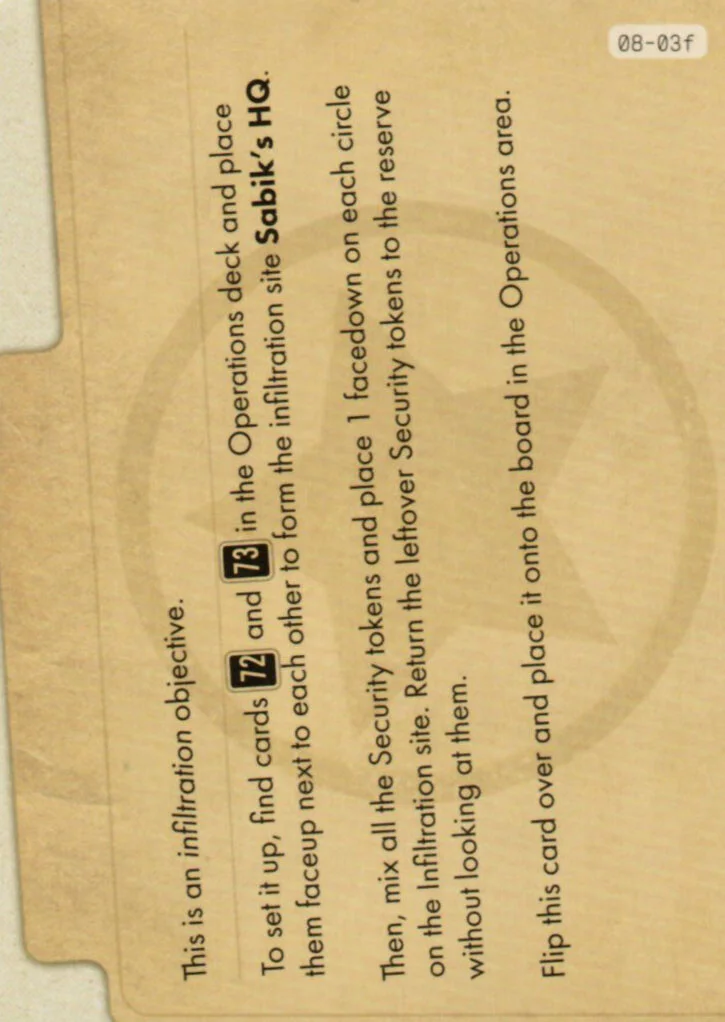 08-03f
This is an infiltration objective.
To set it up, find cards 72 and 73 in the Operations deck and place
them faceup next to each other to form the infiltration site Sabik's HQ.
Then, mix all the Security tokens and place 1 facedown on each circle
on the Infiltration site. Return the leftover Security tokens to the reserve
without looking at them.
Flip this card over and place it onto the board in the Operations area.